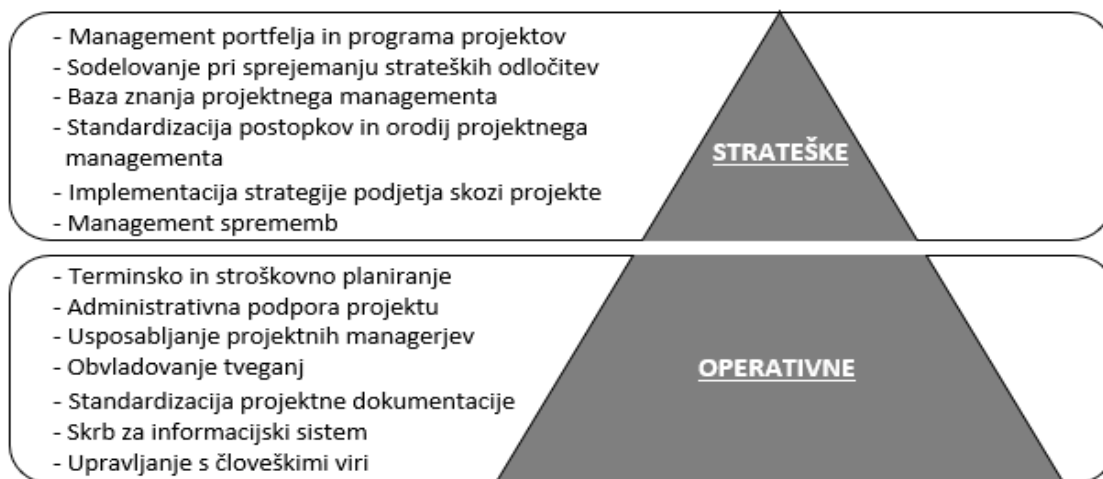 - Management portfelja in programa projektov
- Sodelovanje pri sprejemanju strateških odločitev
- Baza znanja projektnega managementa
- Standardizacija postopkov in orodij projektnega
managementa
- Implementacija strategije podjetja skozi projekte
- Management sprememb
STRATEŠKE
- Terminsko in stroškovno planiranje
- Administrativna podpora projektu
- Usposabljanje projektnih managerjev
- Obvladovanje tveganj
- Standardizacija projektne dokumentacije
- Skrb za informacijski sistem
- Upravljanje s človeškimi viri
OPERATIVNE